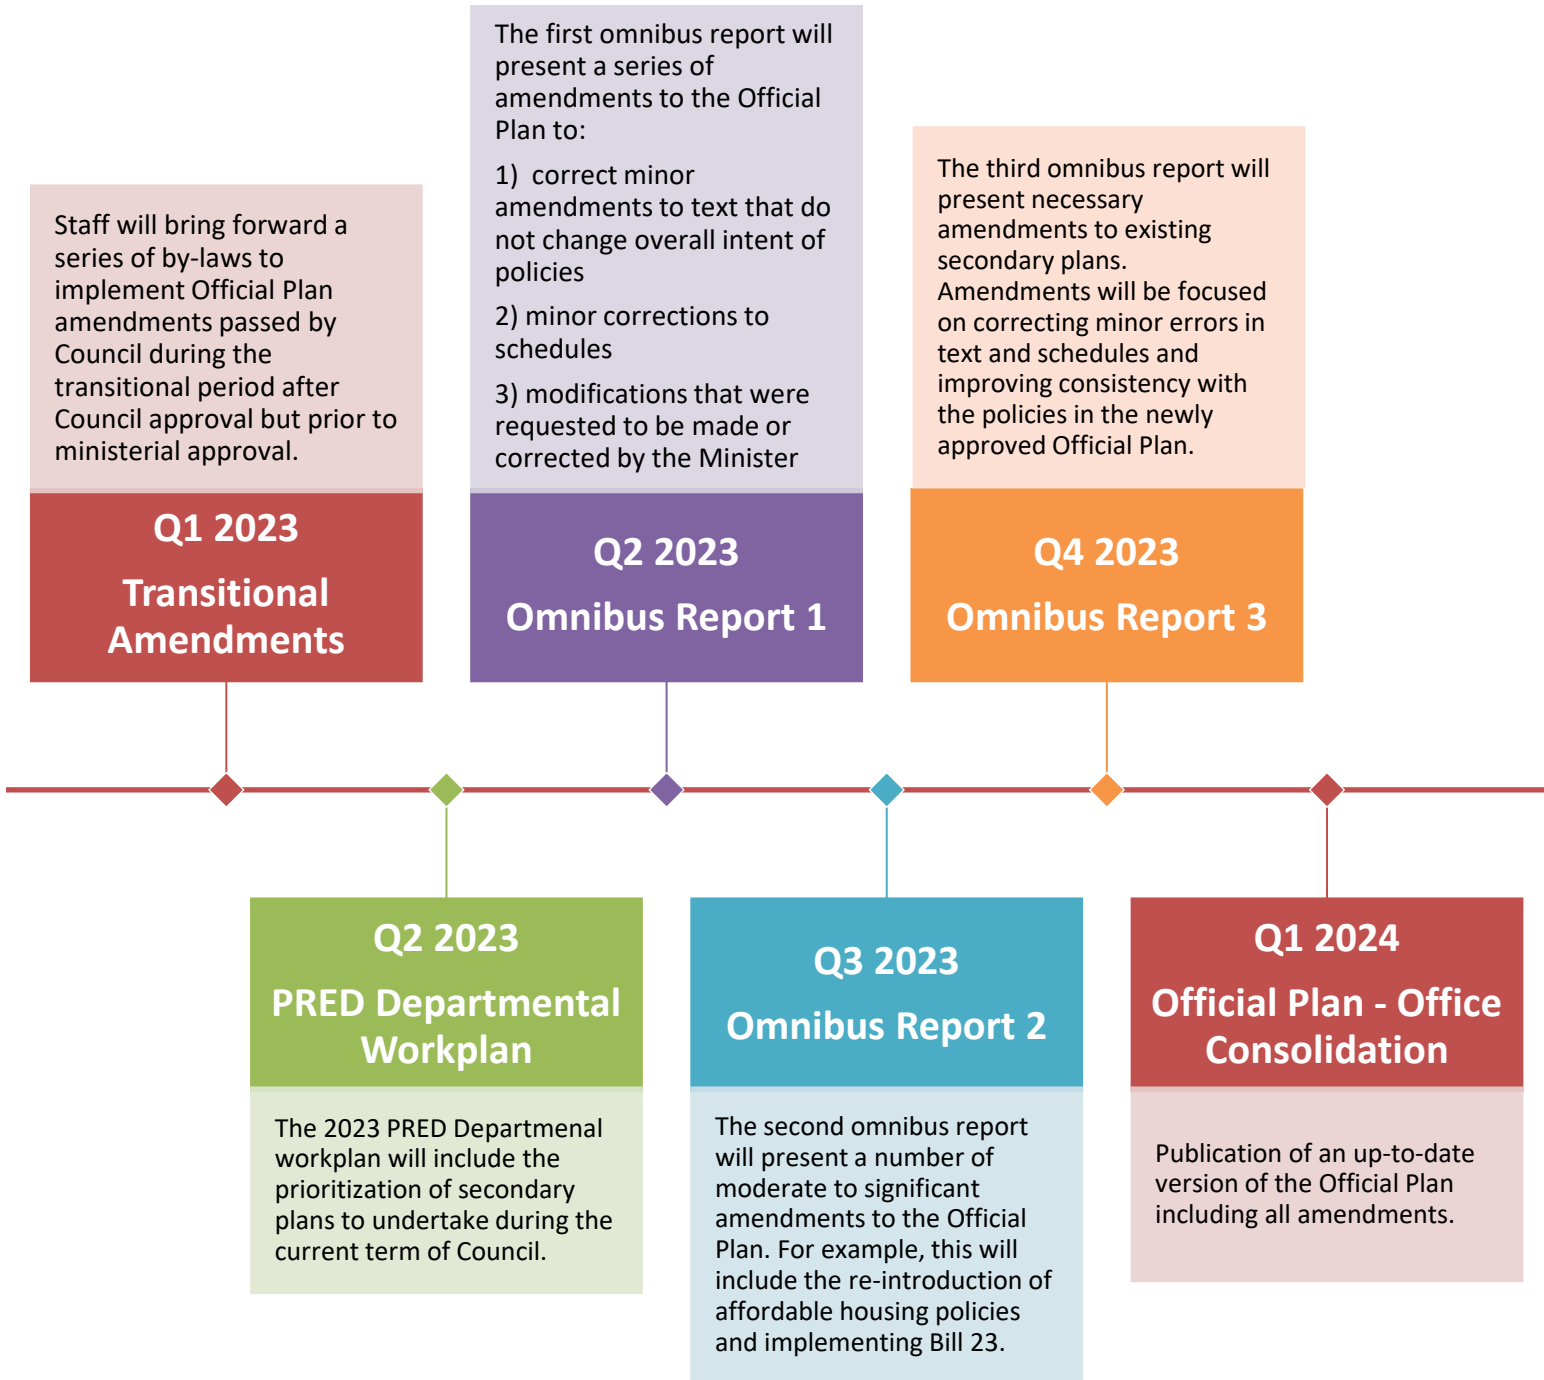 Staff will bring forward a
series of by-laws to
implement Official Plan
amendments passed by
Council during the
transitional period after
Council approval but prior to
ministerial approval.
Q1 2023
Transitional
Amendments
The first omnibus report will
present a series of
amendments to the Official
Plan to:
1)  correct minor
amendments to text that do
not change overall intent of
policies
2) minor corrections to
schedules
3) modifications that were
requested to be made or
corrected by the Minister
Q2 2023
Omnibus Report 1
The third omnibus report will
present necessary
amendments to existing
secondary plans.
Amendments will be focused
on correcting minor errors in
text and schedules and
improving consistency with
the policies in the newly
approved Official Plan.
Q4 2023
Omnibus Report 3
Q2 2023
PRED Departmental
Workplan
The 2023 PRED Departmenal
workplan will include the
prioritization of secondary
plans to undertake during the
current term of Council.
Q3 2023
Omnibus Report 2
The second omnibus report
will present a number of
moderate to significant
amendments to the Official
Plan. For example, this will
include the re-introduction of
affordable housing policies
and implementing Bill 23.
Q1 2024
Official Plan - Office
Consolidation
Publication of an up-to-date
version of the Official Plan
including all amendments.